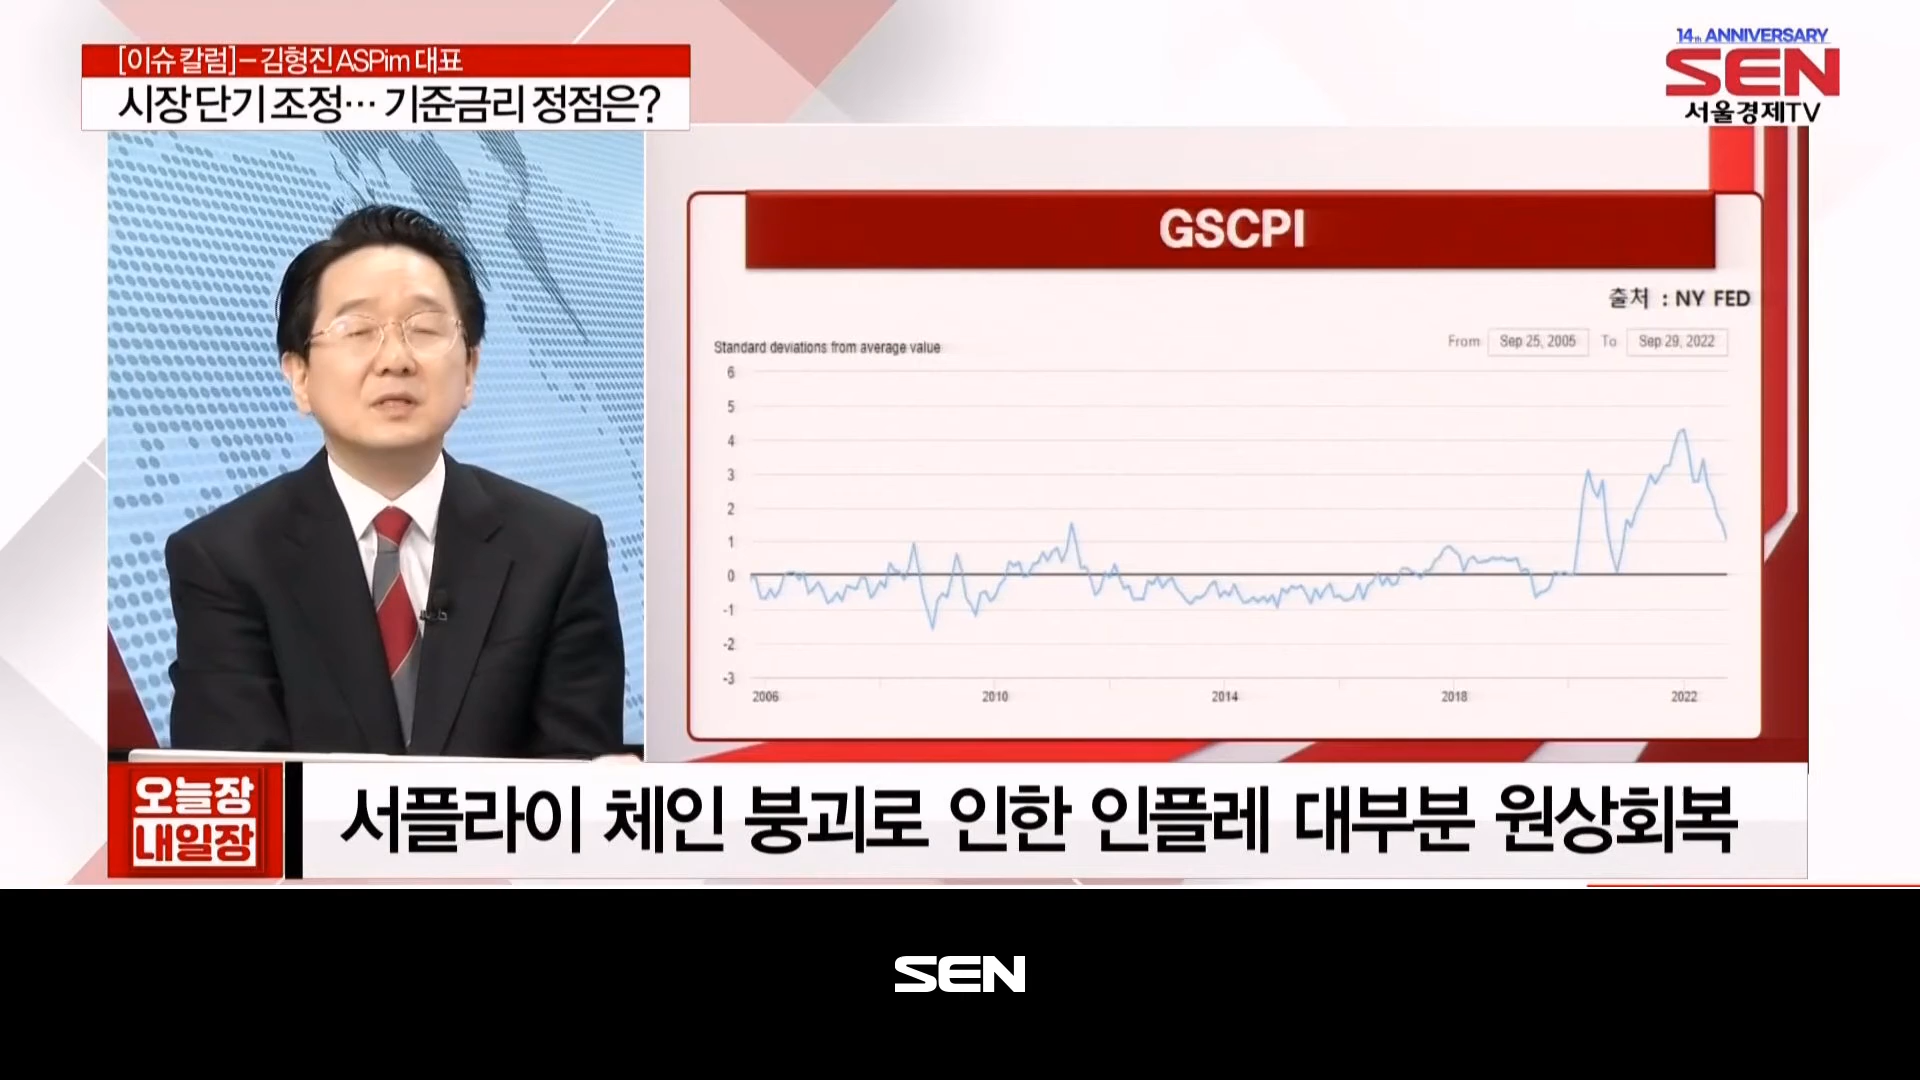 [이슈 칼럼] - 김형진 ASPim 대표
시장 단기 조정… 기준금리 정점은?
14th ANNIVERSARY
SEN
서울경제TV
GSCPI
출처 : NY FED
Standard deviations from average value
From Sep 25, 2005 To Sep 29, 2022
6
5
4
3
2
1
0
-1
-2
-3
2006 2010 2014 2018 2022
오늘장
내일장
서플라이 체인 붕괴로 인한 인플레 대부분 원상회복
SEN